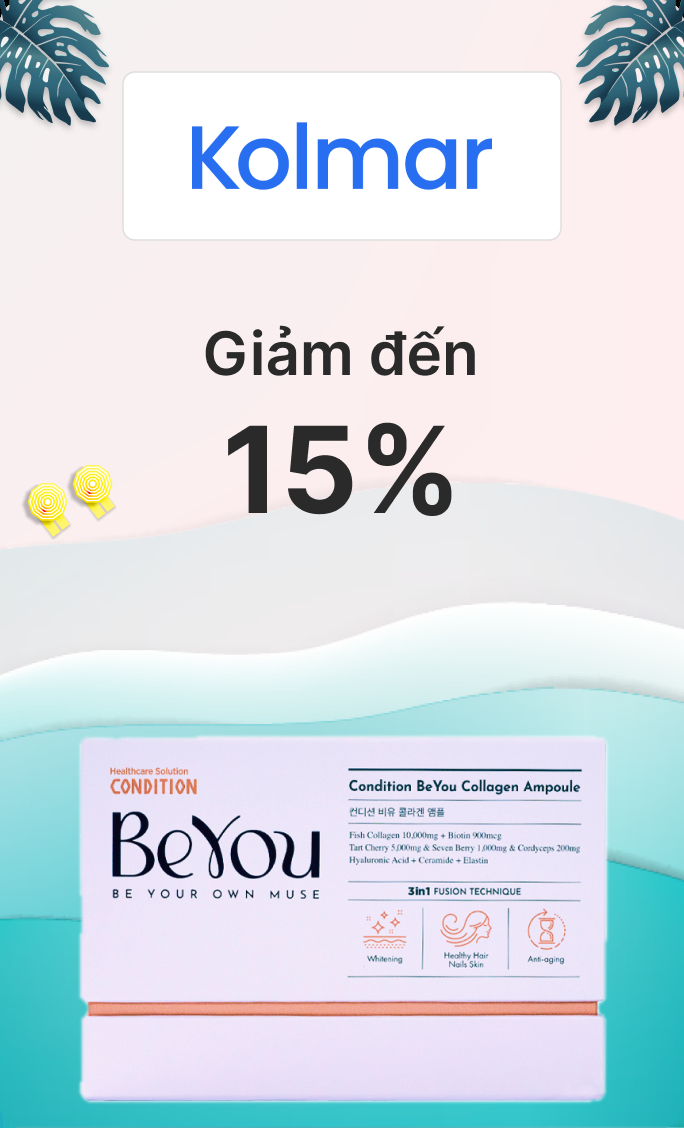 Kolmar
Giảm đến
15%
Healthcare Solution
CONDITION
BeYou
BE YOUR OWN MUSE
Condition BeYou Collagen Ampoule
컨디션 비유 콜라겐 앰플
Fish Collagen 10,000mg + Biotin 900mcg
Tart Cherry 5,000mg & Seven Berry 1,000mg & Cordyceps 200mg
Hyaluronic Acid + Ceramide + Elastin
3in1 FUSION TECHNIQUE
Whitening
Healthy Hair
Nails Skin
Anti-aging